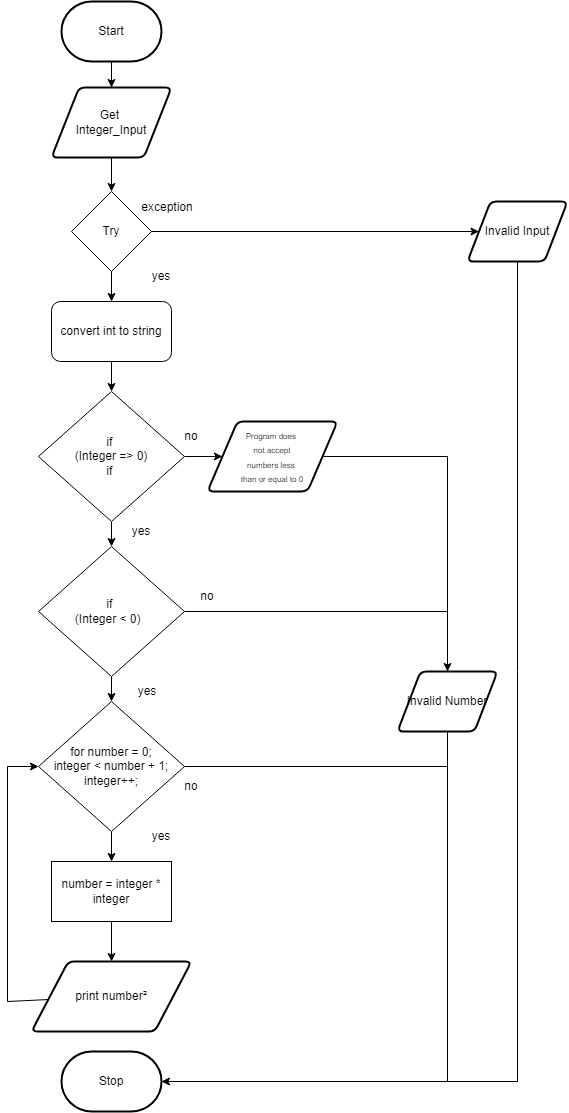 Start
Get
Integer_Input
exception
Try
Invalid Input
yes
convert int to string
if
(Integer => 0)
if
no
Program does
not accept
numbers less
than or equal to 0
yes
if
(Integer < 0)
no
yes
Invalid Number
for number = 0;
integer < number + 1;
integer++;
no
yes
number = integer *
integer
print number²
Stop